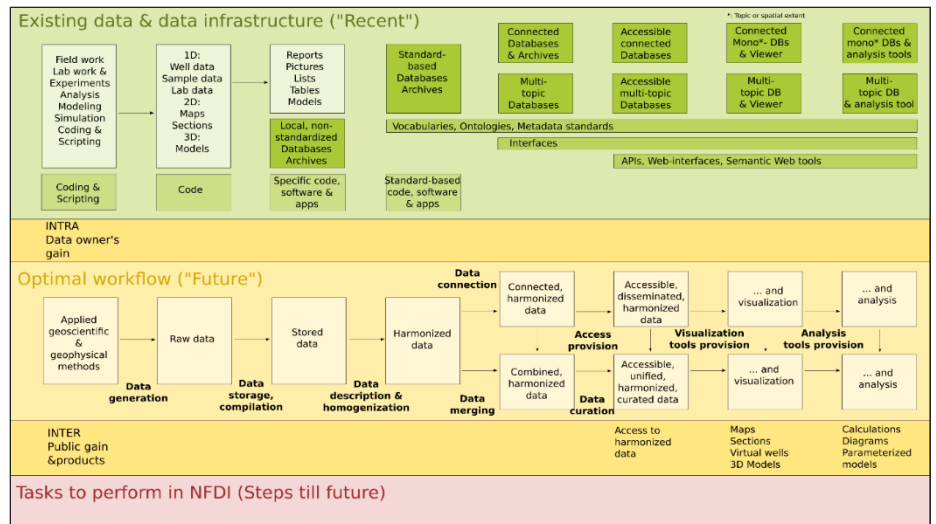 Existing data & data infrastructure ("Recent")
*: Topic or spatial extent
Field work
Lab work &
Experiments
Analysis
Modeling
Simulation
Coding &
Scripting
1D:
Well data
Sample data
Lab data
2D:
Maps
Sections
3D:
Models
Reports
Pictures
Lists
Tables
Models
Local, non-
standardized
Databases
Archives
Standard-
based
Databases
Archives
Connected
Databases
& Archives
Accessible
connected
Databases
Connected
Mono*- DBs
& Viewer
Connected
mono* DBs &
analysis tools
Multi-
topic
Databases
Accessible
multi-topic
Databases
Multi-
topic DB
& Viewer
Multi-
topic DB
& analysis tool
Vocabularies, Ontologies, Metadata standards
Interfaces
APIs, Web-interfaces, Semantic Web tools
Coding &
Scripting
Code
Specific code,
software &
apps
Standard-based
code, software
& apps
INTRA
Data owner's
gain
Optimal workflow ("Future")
Applied
geoscientific
&
geophysical
methods
Data
generation
Raw data
Data
storage,
compilation
Stored
data
Data
description &
homogenization
Harmonized
data
Data
connection
Connected,
harmonized
data
Accessible,
disseminated,
harmonized
data
... and
visualization
... and
analysis
Access
provision
Visualization
tools provision
Analysis
tools provision
Data
merging
Combined,
harmonized
data
Data
curation
Accessible,
unified,
harmonized,
curated data
... and
visualization
... and
analysis
INTER
Public gain
&products
Access to
harmonized
data
Maps
Sections
Virtual wells
3D Models
Calculations
Diagrams
Parameterized
models
Tasks to perform in NFDI (Steps till future)